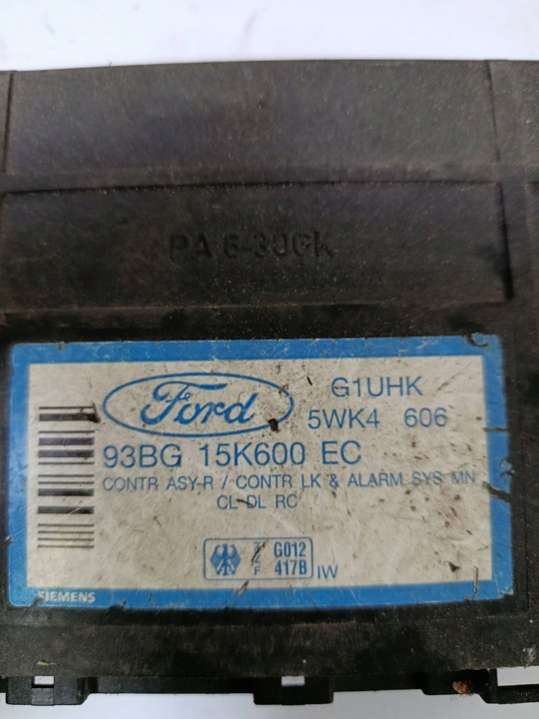 PA 6-30GK
Ford
G1UHK
5WK4 606
93BG 15K600 EC
CONTR ASY-R / CONTR LK & ALARM SYS MN
CL DL RC
ZZF G012
417B IW
SIEMENS